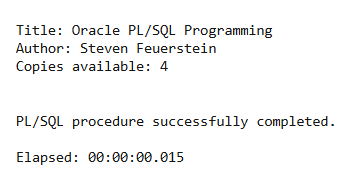 Title: Oracle PL/SQL Programming
Author: Steven Feuerstein
Copies available: 4
PL/SQL procedure successfully completed.
Elapsed: 00:00:00.015